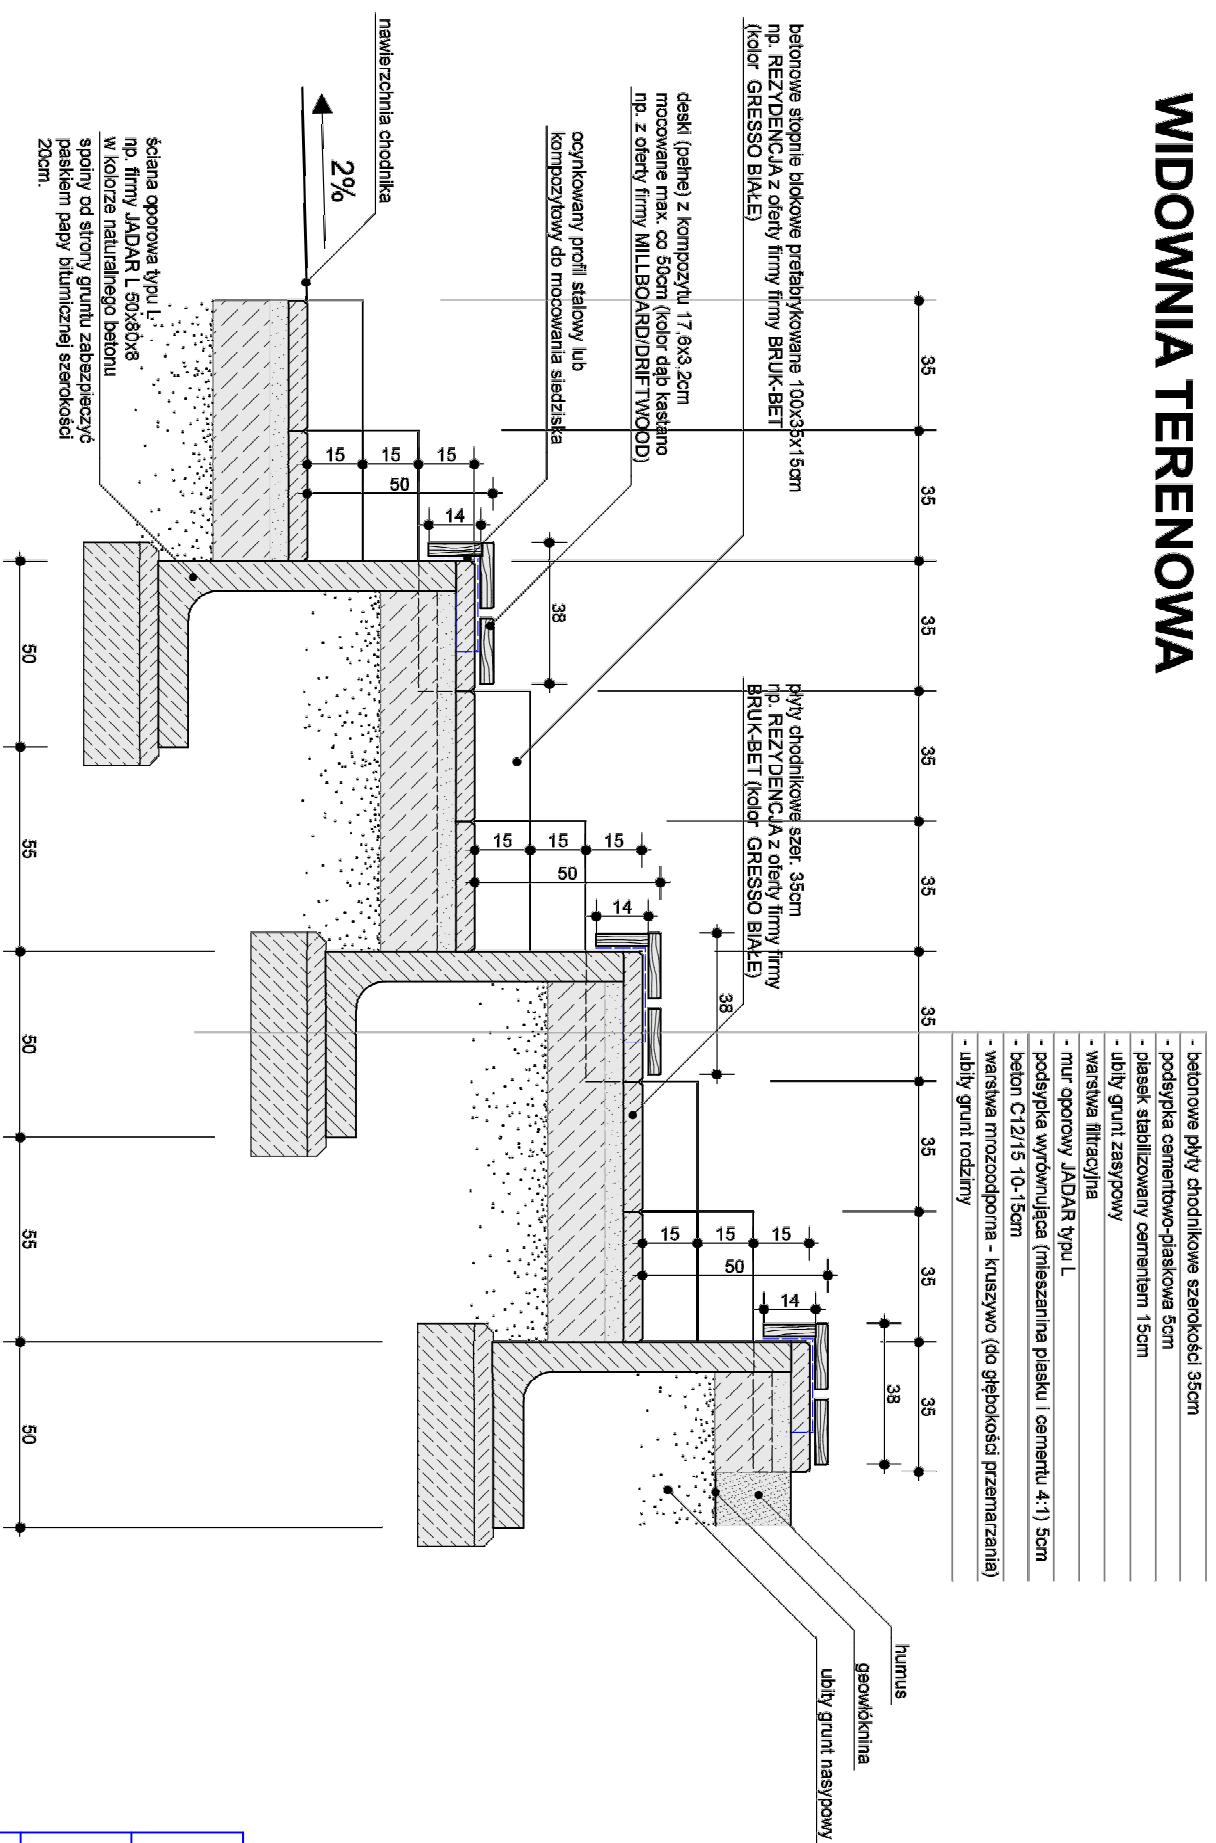 WIDOWNIA TERENOWA
betonowe stopnie blokowe prefabrykowane 100x35x15cm
np. REZYDENCJA z oferty firmy firmy BRUK-BET
(kolor GRESSO BIAŁE)
deski (pełne) z kompozytu 17,6x3,2cm
mocowane max. co 50cm (kolor dąb kastano
np. z oferty firmy MILLBOARD/DRIFTWOOD)
ocynkowany profil stalowy lub
kompozytowy do mocowania siedziska
nawierzchnia chodnika
2%
ściana oporowa typu L
np. firmy JADAR L 50x80x8
w kolorze naturalnego betonu
spoiny od strony gruntu zabezpieczyć
paskiem papy bitumicznej szerokości
20cm.
płyty chodnikowe szer. 35cm
np. REZYDENCJA z oferty firmy firmy
BRUK-BET (kolor GRESSO BIAŁE)
- betonowe płyty chodnikowe szerokości 35cm
- podsypka cementowo-piaskowa 5cm
- piasek stabilizowany cementem 15cm
- ubity grunt zasypowy
- warstwa filtracyjna
- mur oporowy JADAR typu L
- podsypka wyrównująca (mieszanina piasku i cementu 4:1) 5cm
- beton C12/15 10-15cm
- warstwa mrozoodporna - kruszywo (do głębokości przemarzania)
- ubity grunt rodzimy
humus
geowłóknina
ubity grunt nasypowy
35 35 35 35 35 35 35 35 35
15 15 15
50
14
38
15 15 15
50
14
38
15 15 15
50
14
38
50 55 50 55 50